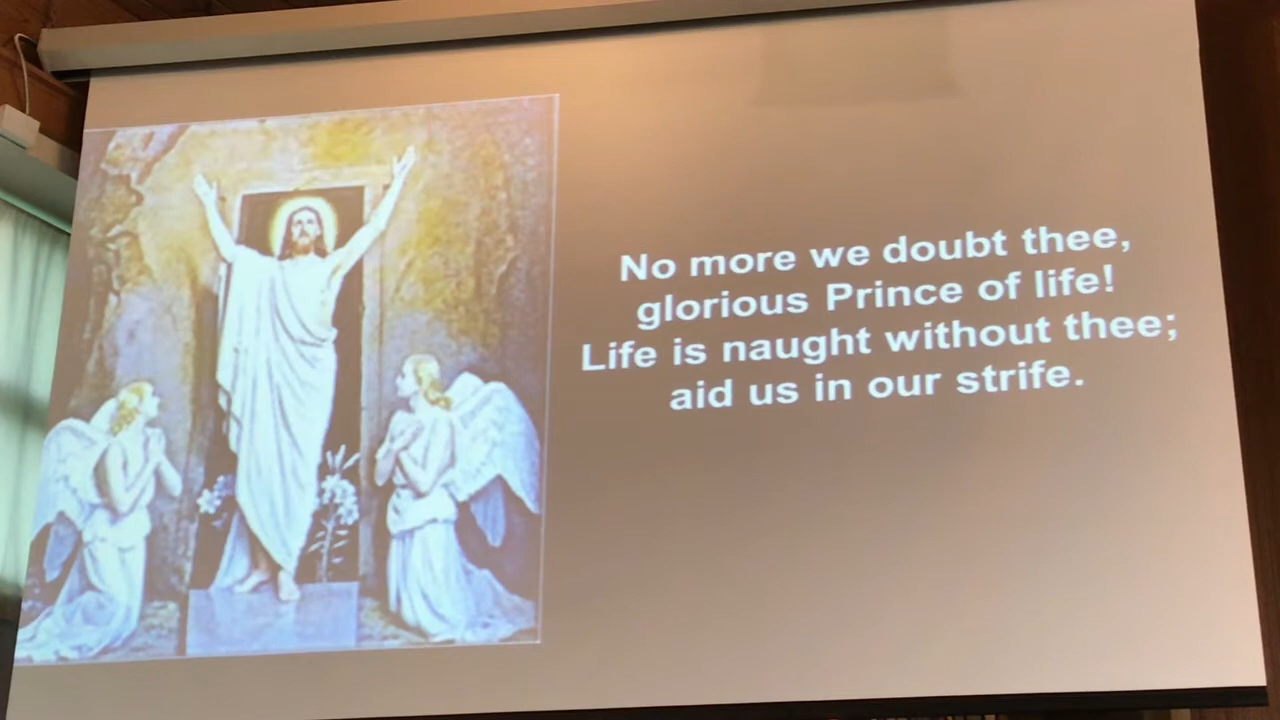 No more we doubt thee,
glorious Prince of life!
Life is naught without thee;
aid us in our strife.